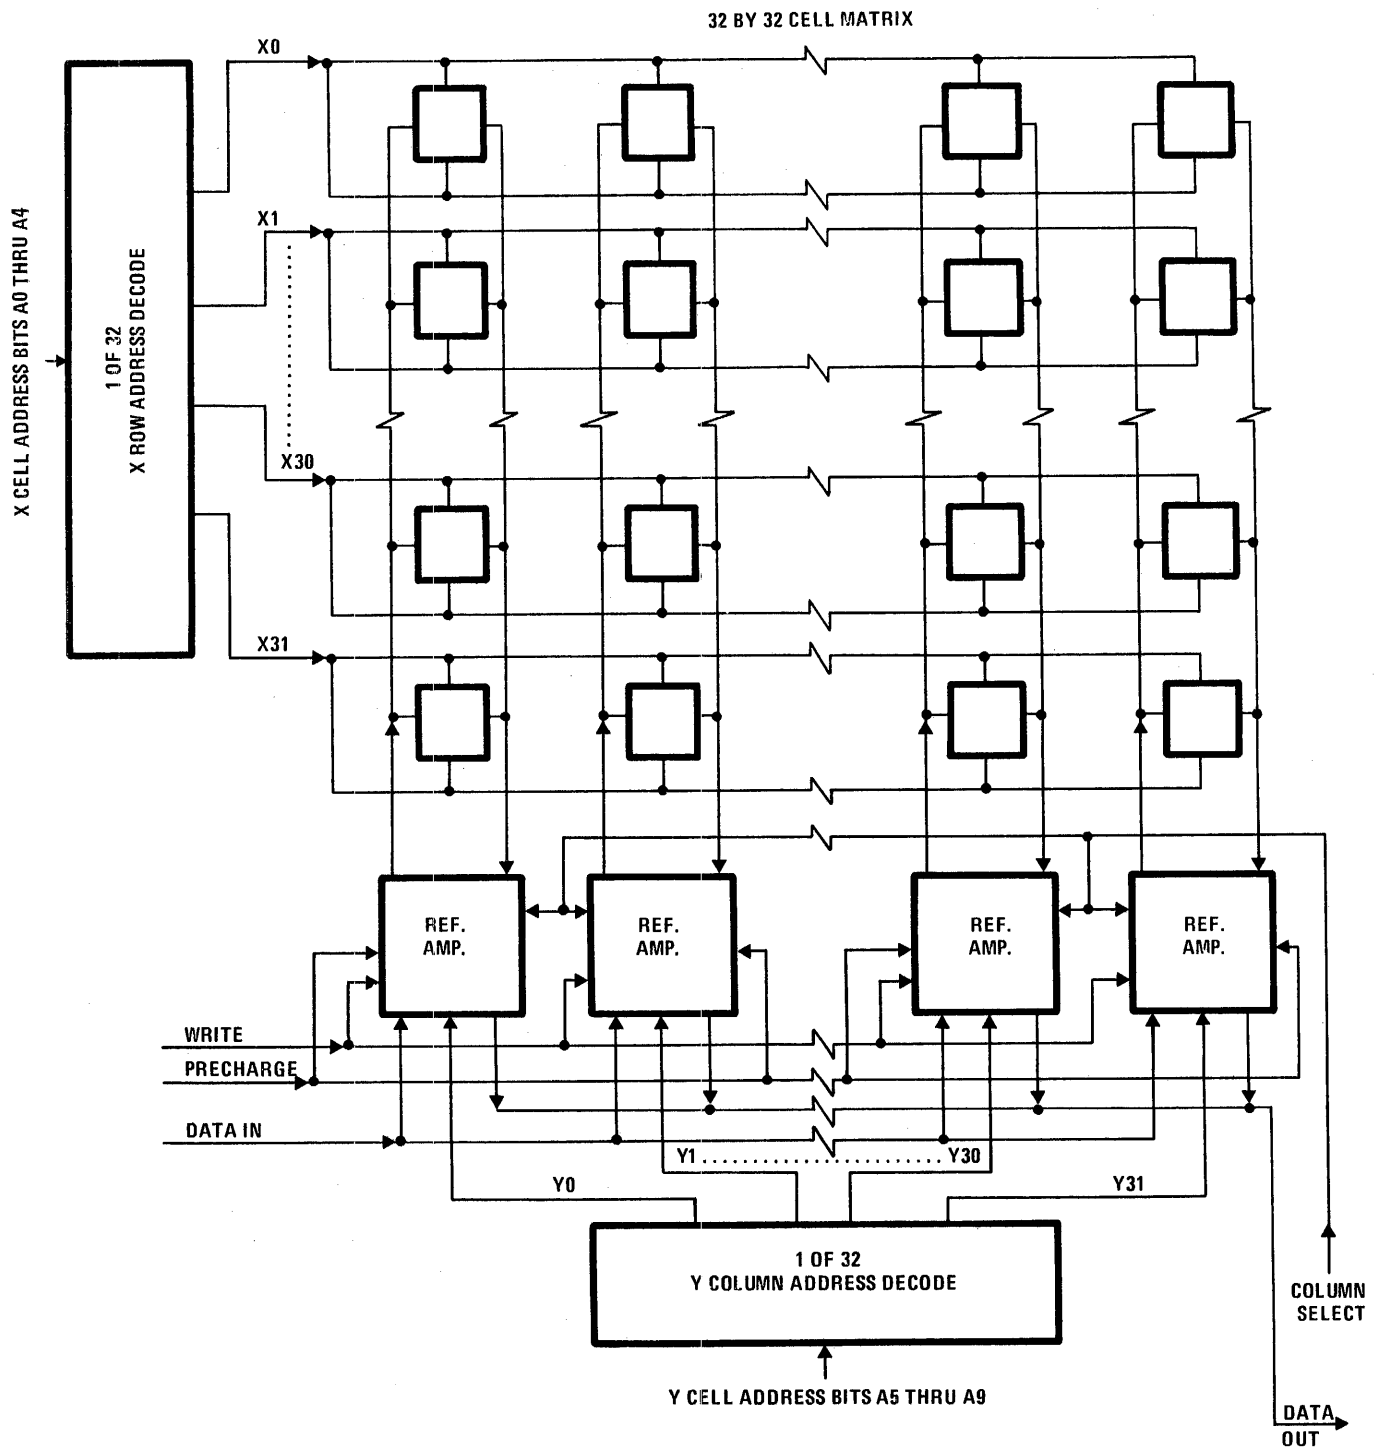 32 BY 32 CELL MATRIX
X0
X1
X30
X31
X CELL ADDRESS BITS A0 THRU A4
1 OF 32
X ROW ADDRESS DECODE
REF.
AMP.
REF.
AMP.
REF.
AMP.
REF.
AMP.
WRITE
PRECHARGE
DATA IN
Y1
Y30
Y0
Y31
1 OF 32
Y COLUMN ADDRESS DECODE
COLUMN
SELECT
Y CELL ADDRESS BITS A5 THRU A9
DATA
OUT